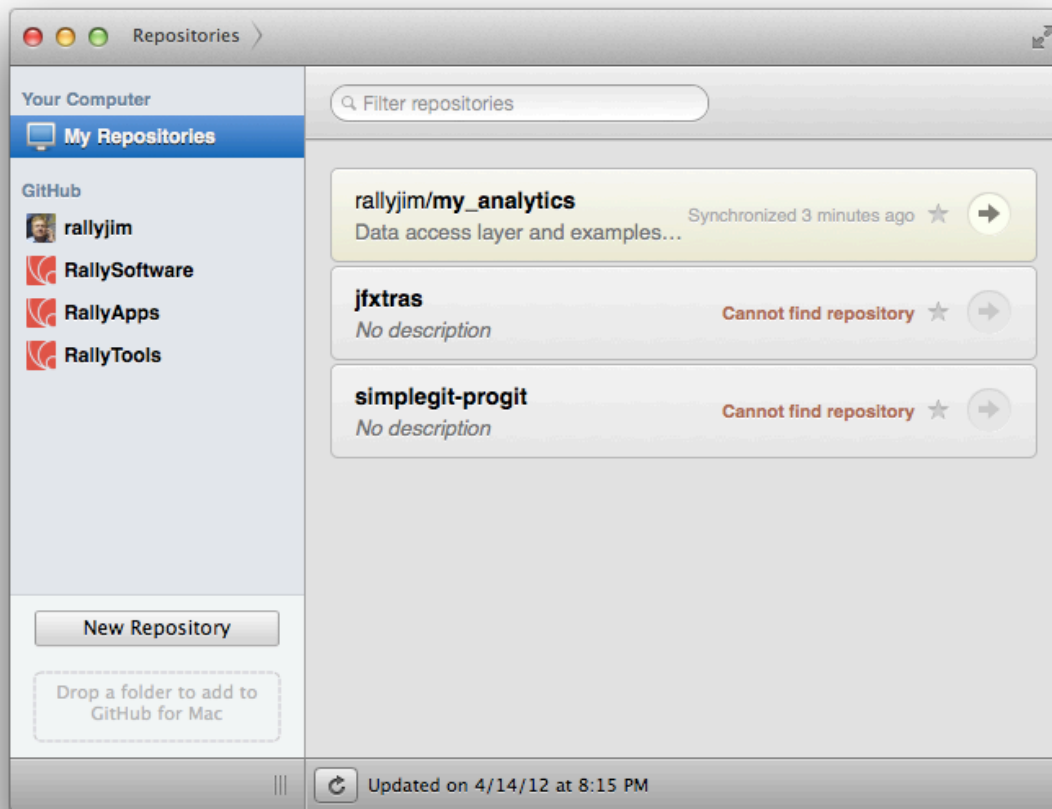 Repositories
Your Computer
My Repositories
GitHub
rallyjim
RallySoftware
RallyApps
RallyTools
New Repository
Drop a folder to add to
GitHub for Mac
Filter repositories
rallyjim/my_analytics
Synchronized 3 minutes ago
Data access layer and examples...
jfxtras
Cannot find repository
No description
simplegit-progit
Cannot find repository
No description
Updated on 4/14/12 at 8:15 PM